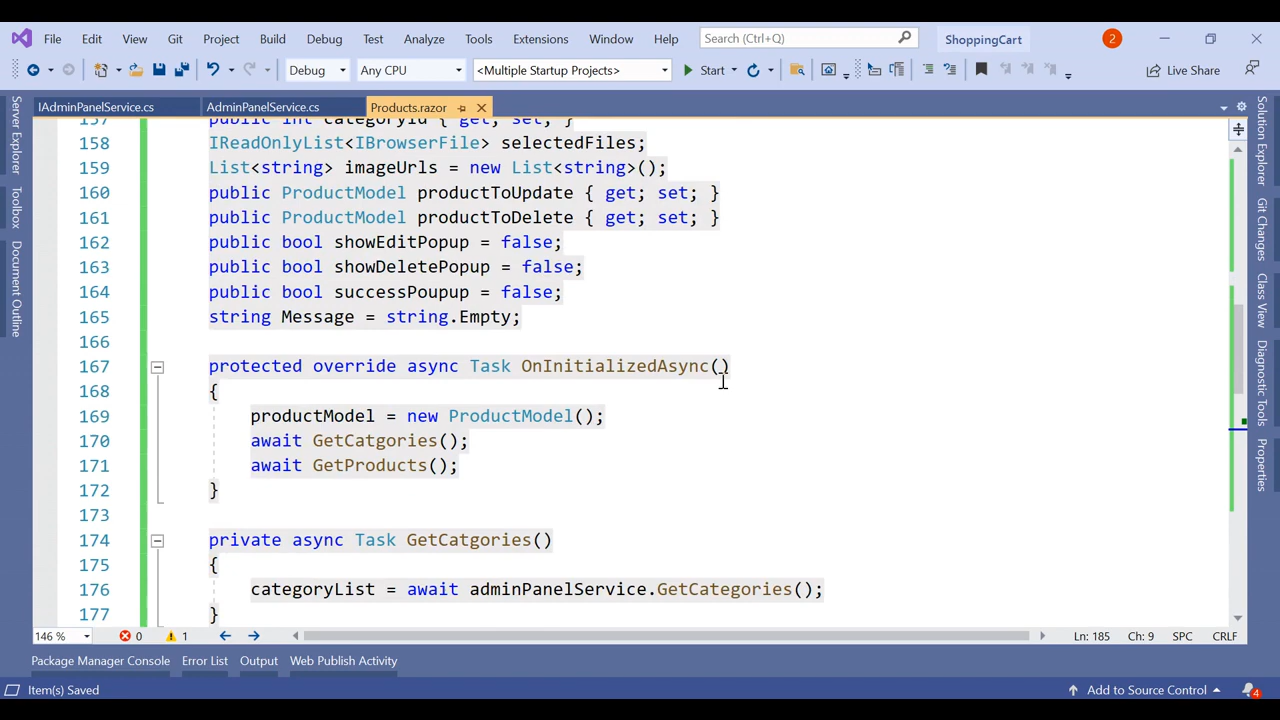 File Edit View Git Project Build Debug Test Analyze Tools Extensions Window Help Search (Ctrl+Q) ShoppingCart 2
Debug Any CPU <Multiple Startup Projects> Start Live Share
IAdminPanelService.cs AdminPanelService.cs Products.razor
Server Explorer
Toolbox
Document Outline
157 public int categoryId { get; set; }
158 IReadOnlyList<IBrowserFile> selectedFiles;
159 List<string> imageUrls = new List<string>();
160 public ProductModel productToUpdate { get; set; }
161 public ProductModel productToDelete { get; set; }
162 public bool showEditPopup = false;
163 public bool showDeletePopup = false;
164 public bool successPoupup = false;
165 string Message = string.Empty;
166
167 protected override async Task OnInitializedAsync()
168 {
169 productModel = new ProductModel();
170 await GetCatgories();
171 await GetProducts();
172 }
173
174 private async Task GetCatgories()
175 {
176 categoryList = await adminPanelService.GetCategories();
177 }
Solution Explorer
Git Changes
Class View
Diagnostic Tools
Properties
146 % 0 1 Ln: 185 Ch: 9 SPC CRLF
Package Manager Console Error List Output Web Publish Activity
Item(s) Saved Add to Source Control 4